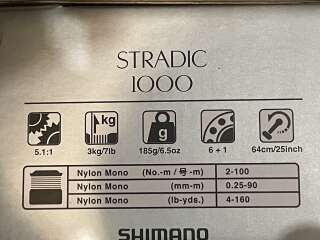 STRADIC
1000
kg
g
5.1:1
3kg/7lb
185g/6.5oz
6 + 1
64cm/25inch
Nylon Mono (No.-m / 号 -m) 2-100
Nylon Mono (mm-m) 0.25-90
Nylon Mono (lb-yds.) 4-160
SHIMANO